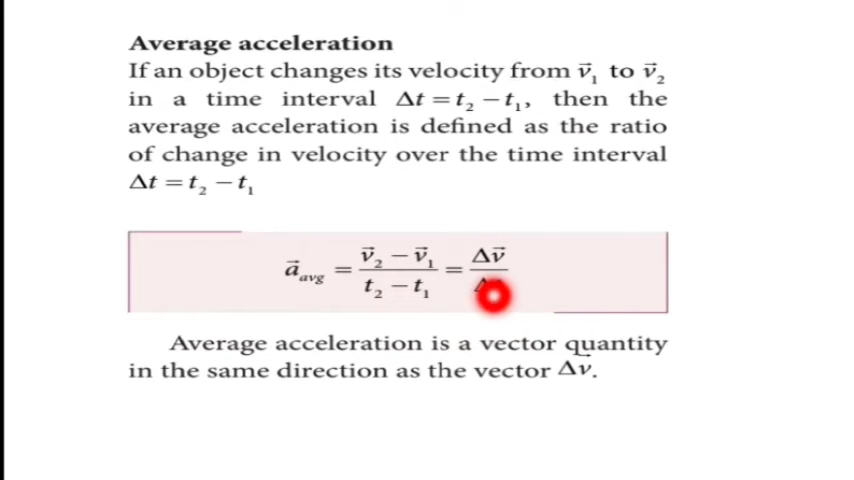 Average acceleration
If an object changes its velocity from v⃗₁ to v⃗₂
in a time interval Δt = t₂ − t₁, then the
average acceleration is defined as the ratio
of change in velocity over the time interval
Δt = t₂ − t₁
a⃗avg = (v⃗₂ − v⃗₁)/(t₂ − t₁) = Δv⃗/
Average acceleration is a vector quantity
in the same direction as the vector Δv⃗.